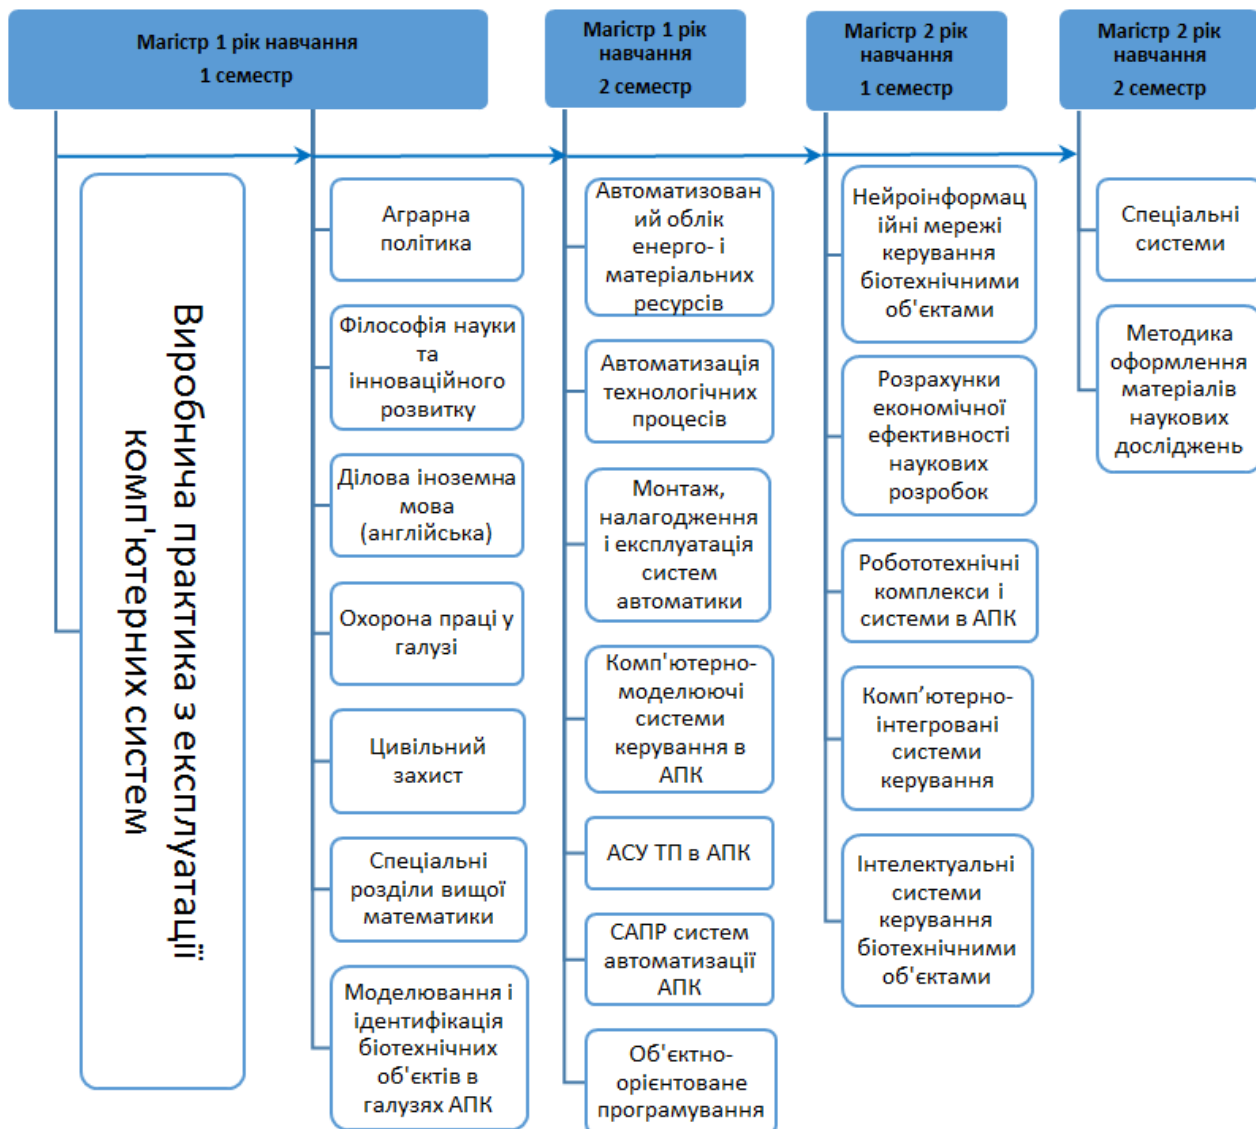 Магістр 1 рік навчання
1 семестр
Магістр 1 рік
навчання
2 семестр
Магістр 2 рік
навчання
1 семестр
Магістр 2 рік
навчання
2 семестр
Виробнича практика з експлуатації
комп'ютерних систем
Аграрна
політика
Філософія науки
та
інноваційного
розвитку
Ділова іноземна
мова
(англійська)
Охорона праці у
галузі
Цивільний
захист
Спеціальні
розділи вищої
математики
Моделювання і
ідентифікація
біотехнічних
об'єктів в
галузях АПК
Автоматизован
ий облік
енерго- і
матеріальних
ресурсів
Автоматизація
технологічних
процесів
Монтаж,
налагодження
і експлуатація
систем
автоматики
Комп'ютерно-
моделюючі
системи
керування в
АПК
АСУ ТП в АПК
САПР систем
автоматизації
АПК
Об'єктно-
орієнтоване
програмування
Нейроінформац
ійні мережі
керування
біотехнічними
об'єктами
Розрахунки
економічної
ефективності
наукових
розробок
Робототехнічні
комплекси і
системи в АПК
Комп’ютерно-
інтегровані
системи
керування
Інтелектуальні
системи
керування
біотехнічними
об'єктами
Спеціальні
системи
Методика
оформлення
матеріалів
наукових
досліджень